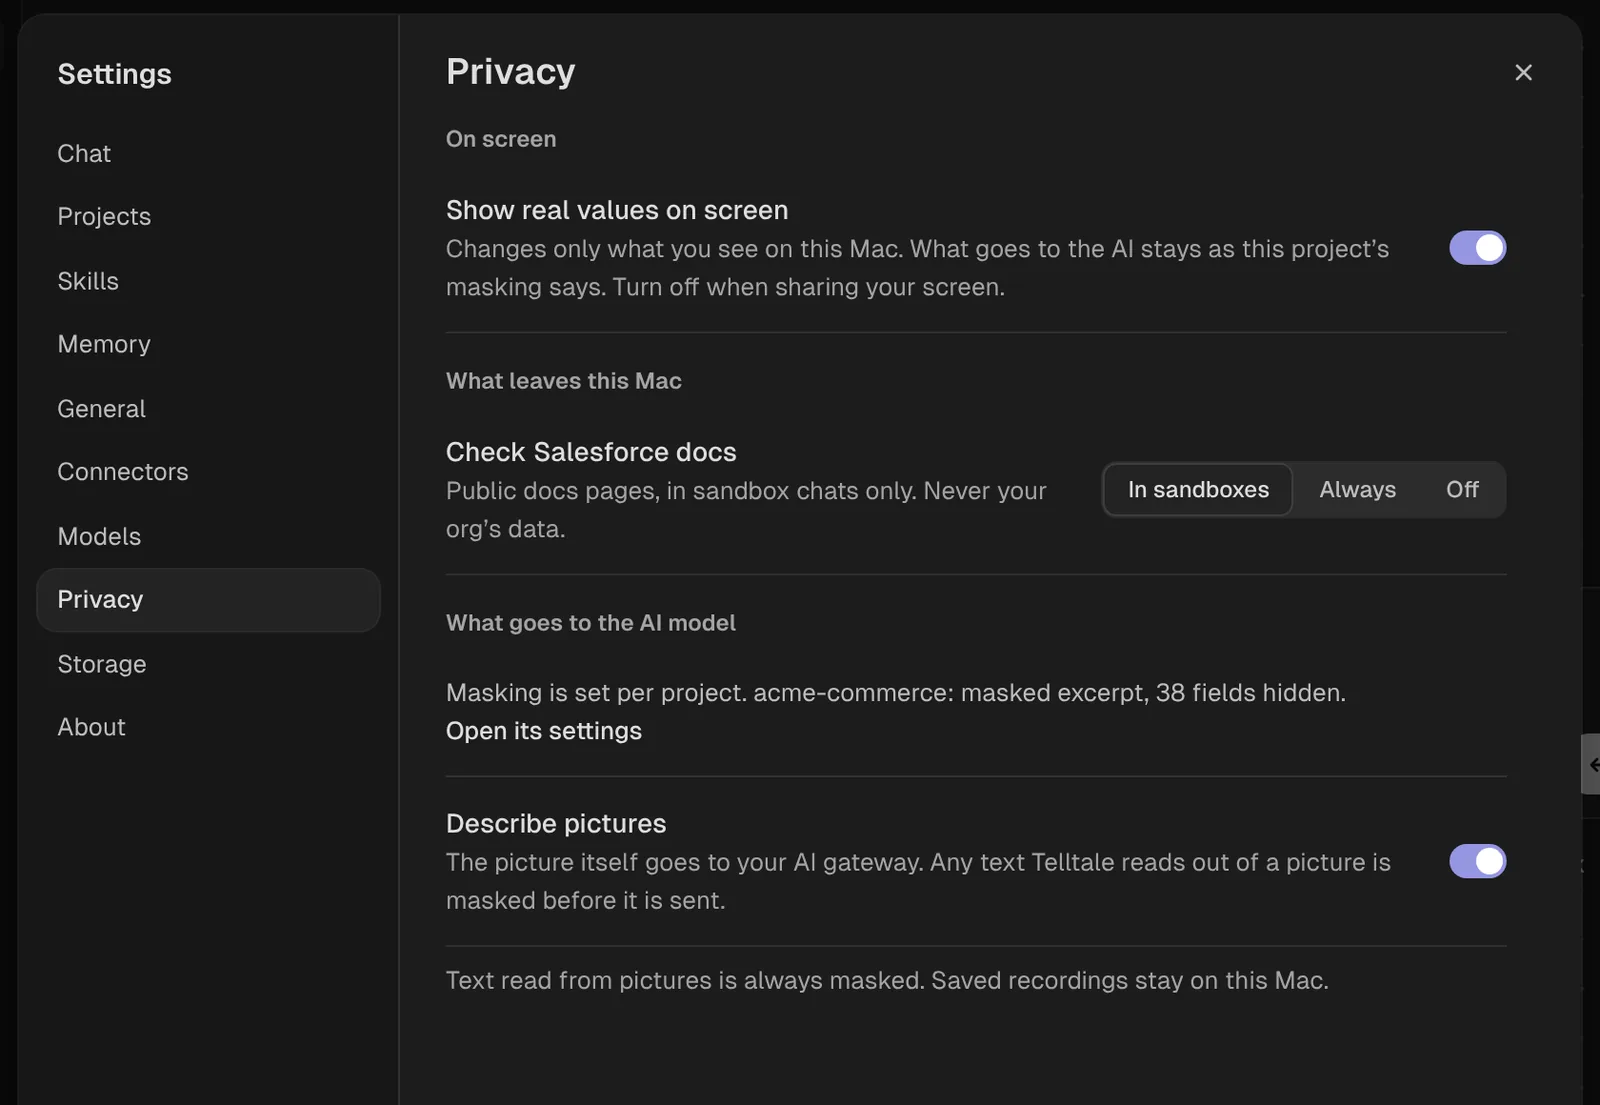 Settings
Chat
Projects
Skills
Memory
General
Connectors
Models
Privacy
Storage
About
Privacy
On screen
Show real values on screen
Changes only what you see on this Mac. What goes to the AI stays as this project’s
masking says. Turn off when sharing your screen.
What leaves this Mac
Check Salesforce docs
Public docs pages, in sandbox chats only. Never your
org’s data.
In sandboxes Always Off
What goes to the AI model
Masking is set per project. acme-commerce: masked excerpt, 38 fields hidden.
Open its settings
Describe pictures
The picture itself goes to your AI gateway. Any text Telltale reads out of a picture is
masked before it is sent.
Text read from pictures is always masked. Saved recordings stay on this Mac.